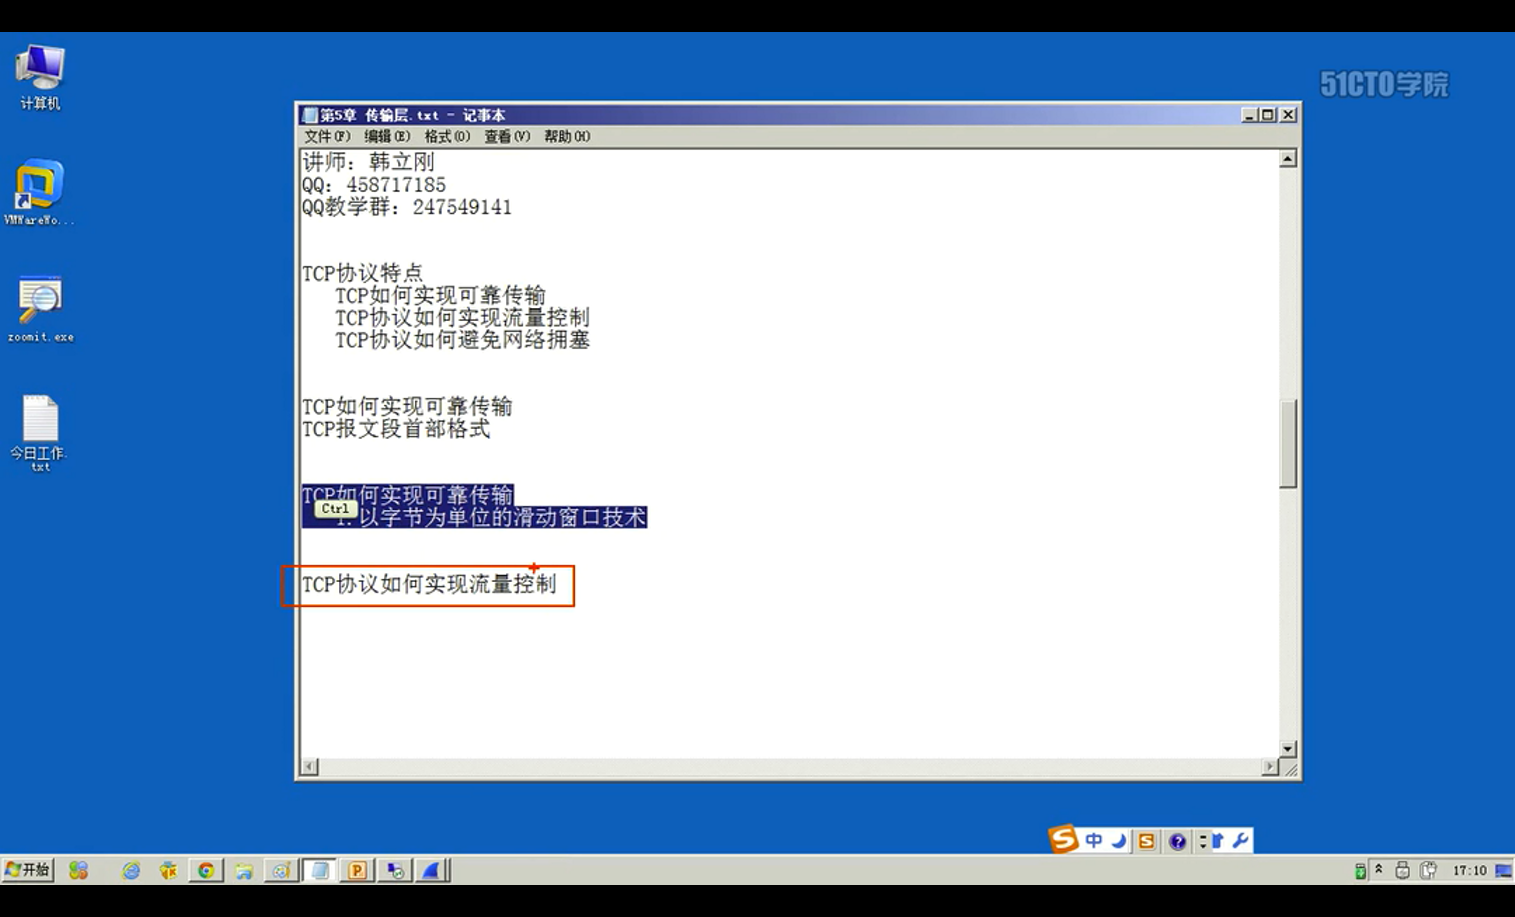 51CTO学院
计算机
VMWareWo...
zoomit.exe
今日工作.
txt
第5章 传输层.txt - 记事本
文件(F) 编辑(E) 格式(O) 查看(V) 帮助(H)
讲师：韩立刚
QQ：458717185
QQ教学群：247549141
TCP协议特点
TCP如何实现可靠传输
TCP协议如何实现流量控制
TCP协议如何避免网络拥塞
TCP如何实现可靠传输
TCP报文段首部格式
TCP如何实现可靠传输
Ctrl
1.以字节为单位的滑动窗口技术
TCP协议如何实现流量控制
中
开始
17:10